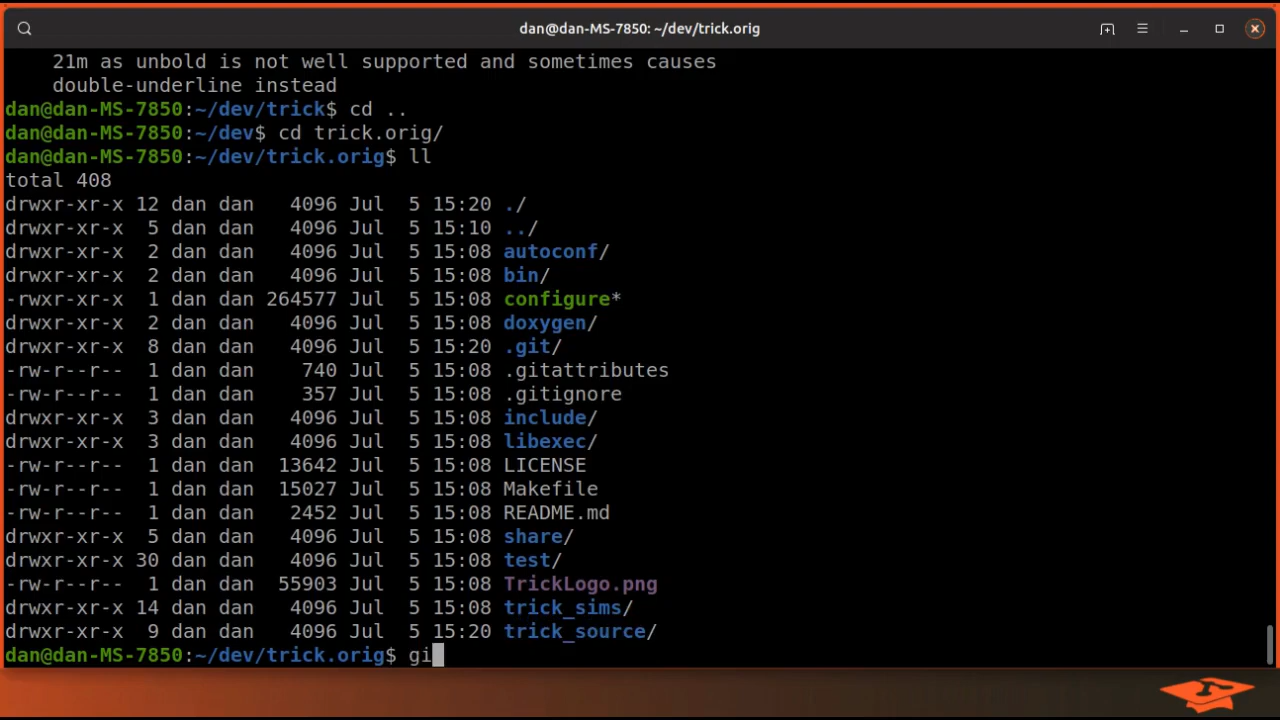 dan@dan-MS-7850: ~/dev/trick.orig
21m as unbold is not well supported and sometimes causes
double-underline instead
dan@dan-MS-7850:~/dev/trick$ cd ..
dan@dan-MS-7850:~/dev$ cd trick.orig/
dan@dan-MS-7850:~/dev/trick.orig$ ll
total 408
drwxr-xr-x 12 dan dan   4096 Jul  5 15:20 ./
drwxr-xr-x  5 dan dan   4096 Jul  5 15:10 ../
drwxr-xr-x  2 dan dan   4096 Jul  5 15:08 autoconf/
drwxr-xr-x  2 dan dan   4096 Jul  5 15:08 bin/
-rwxr-xr-x  1 dan dan 264577 Jul  5 15:08 configure*
drwxr-xr-x  2 dan dan   4096 Jul  5 15:08 doxygen/
drwxr-xr-x  8 dan dan   4096 Jul  5 15:20 .git/
-rw-r--r--  1 dan dan    740 Jul  5 15:08 .gitattributes
-rw-r--r--  1 dan dan    357 Jul  5 15:08 .gitignore
drwxr-xr-x  3 dan dan   4096 Jul  5 15:08 include/
drwxr-xr-x  3 dan dan   4096 Jul  5 15:08 libexec/
-rw-r--r--  1 dan dan  13642 Jul  5 15:08 LICENSE
-rw-r--r--  1 dan dan  15027 Jul  5 15:08 Makefile
-rw-r--r--  1 dan dan   2452 Jul  5 15:08 README.md
drwxr-xr-x  5 dan dan   4096 Jul  5 15:08 share/
drwxr-xr-x 30 dan dan   4096 Jul  5 15:08 test/
-rw-r--r--  1 dan dan  55903 Jul  5 15:08 TrickLogo.png
drwxr-xr-x 14 dan dan   4096 Jul  5 15:08 trick_sims/
drwxr-xr-x  9 dan dan   4096 Jul  5 15:20 trick_source/
dan@dan-MS-7850:~/dev/trick.orig$ gi